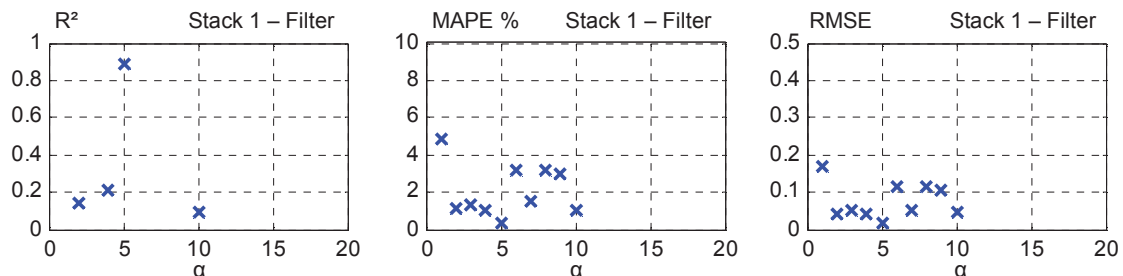 R² Stack 1 – Filter
1
0.8
0.6
0.4
0.2
0
0 5 10 15 20
α
MAPE % Stack 1 – Filter
10
8
6
4
2
0
0 5 10 15 20
α
RMSE Stack 1 – Filter
0.5
0.4
0.3
0.2
0.1
0
0 5 10 15 20
α